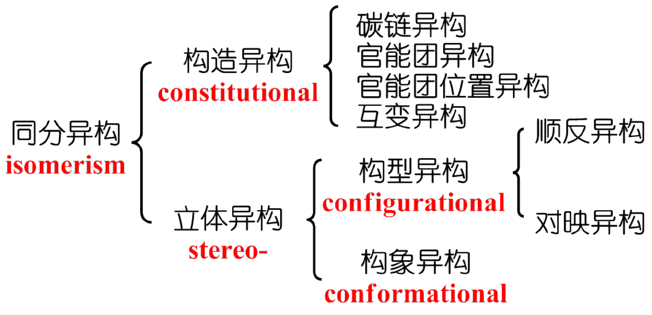 同分异构
isomerism
构造异构
constitutional
碳链异构
官能团异构
官能团位置异构
互变异构
立体异构
stereo-
构型异构
configurational
顺反异构
对映异构
构象异构
conformational